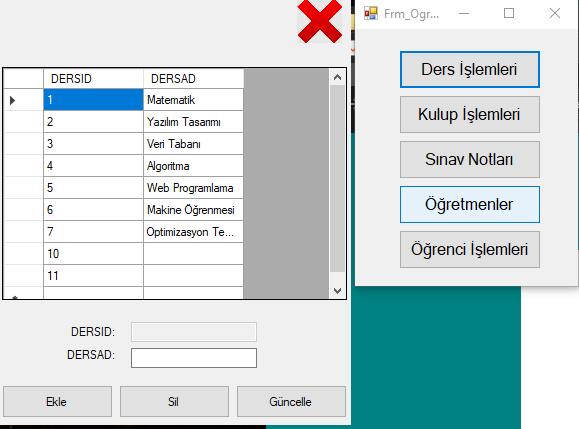 Frm_Ogr...
DERSID DERSAD
1 Matematik
2 Yazılım Tasarımı
3 Veri Tabanı
4 Algoritma
5 Web Programlama
6 Makine Öğrenmesi
7 Optimizasyon Te...
10
11
DERSID:
DERSAD:
Ekle Sil Güncelle
Ders İşlemleri
Kulup İşlemleri
Sınav Notları
Öğretmenler
Öğrenci İşlemleri